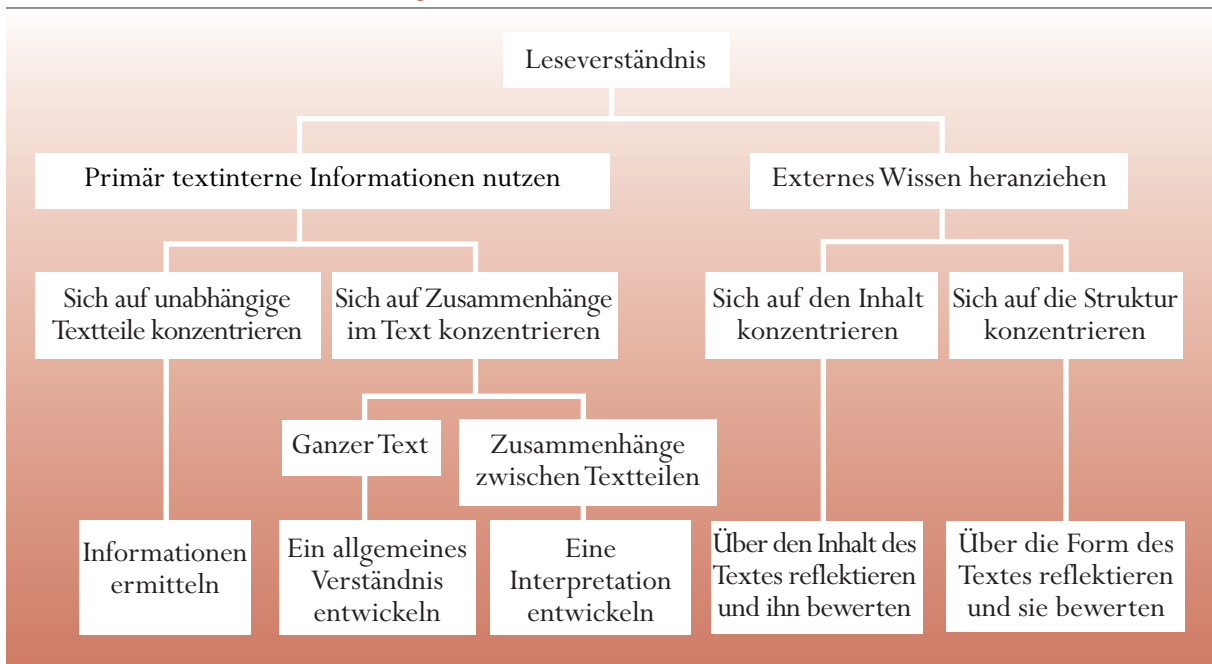 Leseverständnis
Primär textinterne Informationen nutzen
Externes Wissen heranziehen
Sich auf unabhängige
Textteile konzentrieren
Sich auf Zusammenhänge
im Text konzentrieren
Sich auf den Inhalt
konzentrieren
Sich auf die Struktur
konzentrieren
Ganzer Text
Zusammenhänge
zwischen Textteilen
Informationen
ermitteln
Ein allgemeines
Verständnis
entwickeln
Eine
Interpretation
entwickeln
Über den Inhalt des
Textes reflektieren
und ihn bewerten
Über die Form des
Textes reflektieren
und sie bewerten